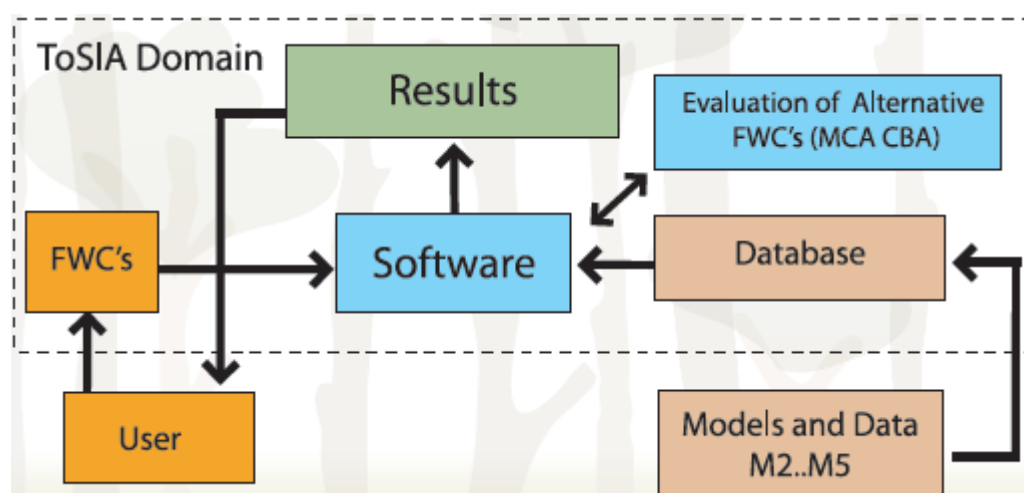 ToSIA Domain
Results
Evaluation of Alternative
FWC's (MCA CBA)
FWC's
Software
Database
User
Models and Data
M2..M5